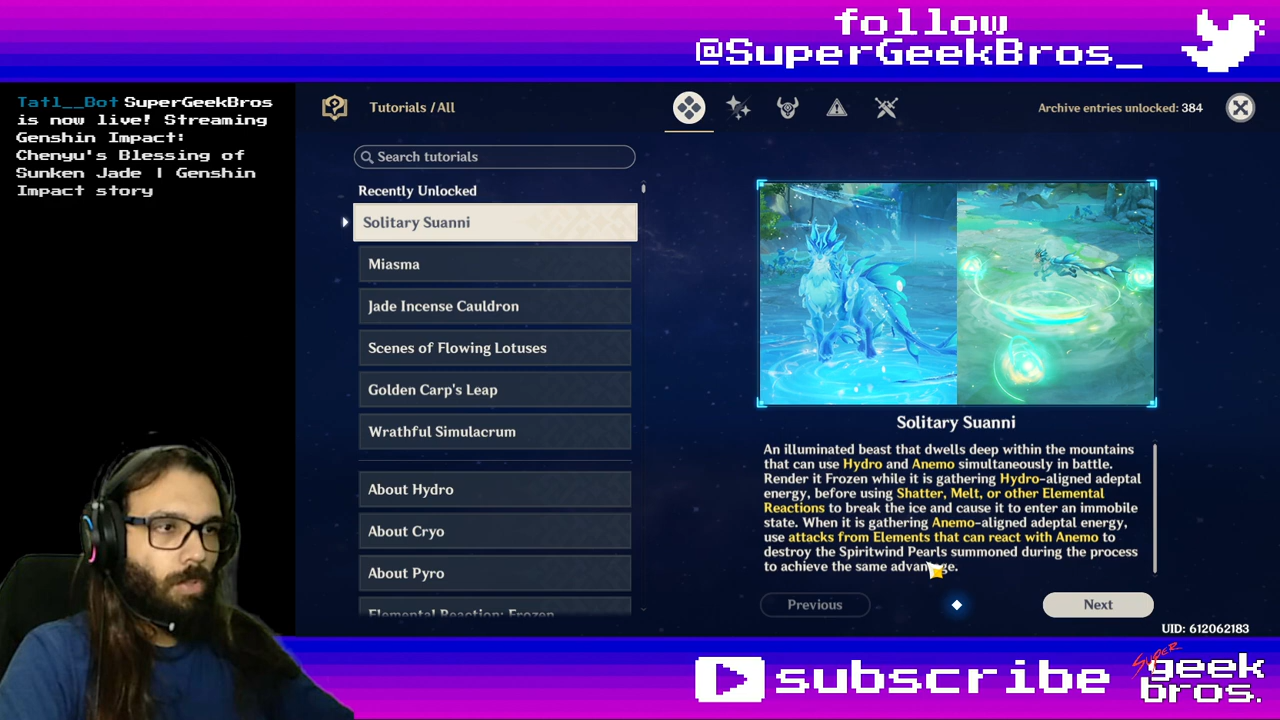 follow
@SuperGeekBros_
Tatl__Bot SuperGeekBros
is now live! Streaming
Genshin Impact:
Chenyu's Blessing of
Sunken Jade | Genshin
Impact story
Tutorials / All
Archive entries unlocked: 384
Search tutorials
Recently Unlocked
Solitary Suanni
Miasma
Jade Incense Cauldron
Scenes of Flowing Lotuses
Golden Carp's Leap
Wrathful Simulacrum
About Hydro
About Cryo
About Pyro
Elemental Reaction: Frozen
Solitary Suanni
An illuminated beast that dwells deep within the mountains
that can use Hydro and Anemo simultaneously in battle.
Render it Frozen while it is gathering Hydro-aligned adeptal
energy, before using Shatter, Melt, or other Elemental
Reactions to break the ice and cause it to enter an immobile
state. When it is gathering Anemo-aligned adeptal energy,
use attacks from Elements that can react with Anemo to
destroy the Spiritwind Pearls summoned during the process
to achieve the same advantage.
Previous
Next
UID: 612062183
subscribe
Super
geek
bros.